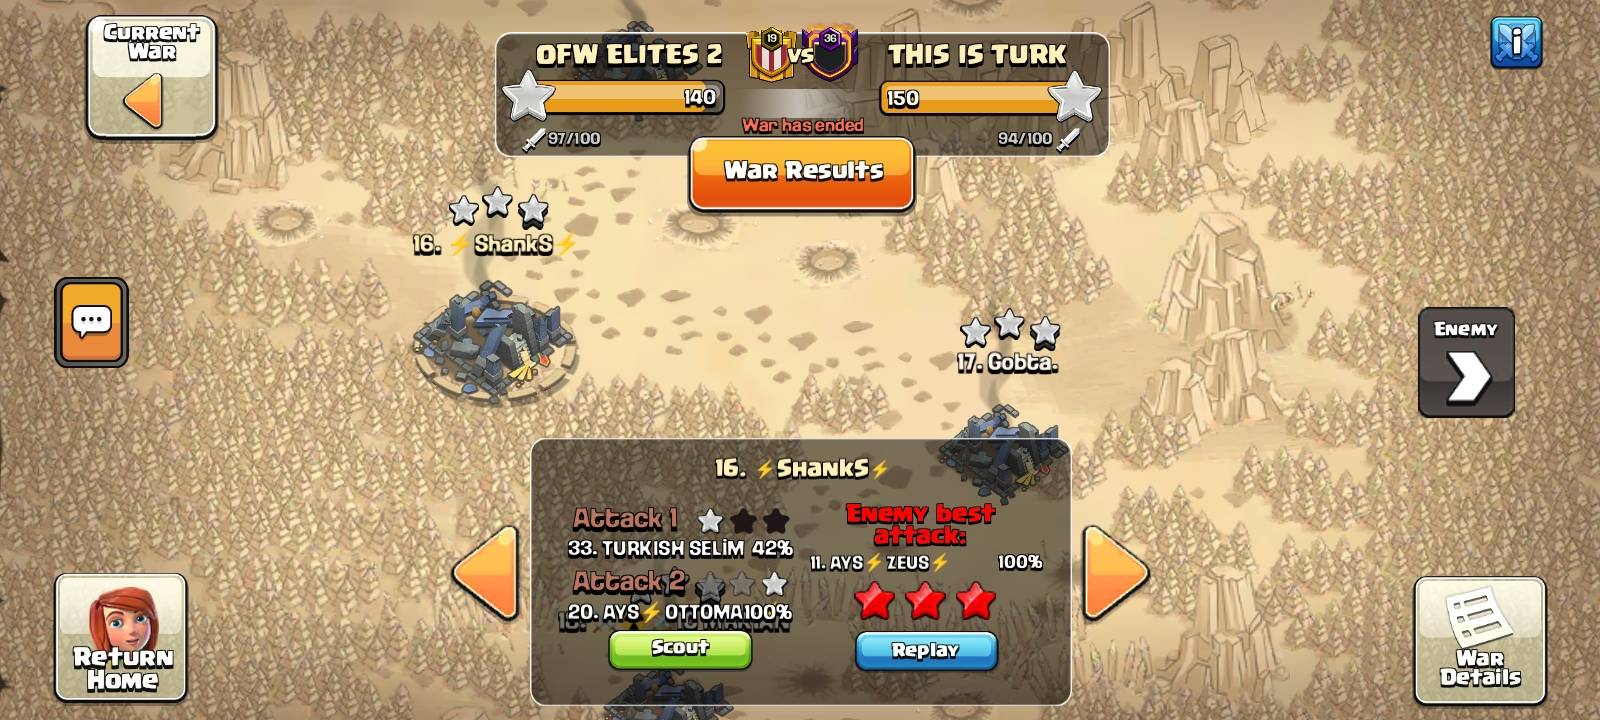 Current
War
OFW ELITES 2
19
VS
36
THIS IS TURK
140
150
97/100
War has ended
94/100
War Results
16. ⚡ShankS⚡
17. Gobta.
Enemy
16. ⚡ShankS⚡
Attack 1
33. TURKISH SELİM 42%
Attack 2
20. AYS⚡OTTOMA100%
Enemy best
attack:
11. AYS⚡ZEUS⚡ 100%
Scout
Replay
Return
Home
War
Details